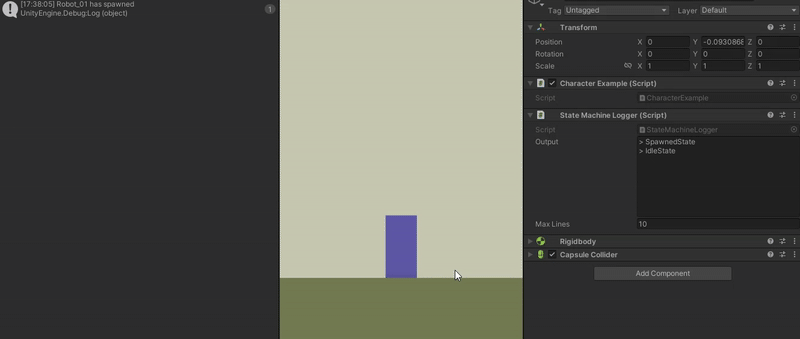 [17:38:05] Robot_01 has spawned
UnityEngine.Debug:Log (object)
1
Tag Untagged Layer Default
Transform
Position X 0 Y -0.0930868 Z 0
Rotation X 0 Y 0 Z 0
Scale X 1 Y 1 Z 1
Character Example (Script)
Script CharacterExample
State Machine Logger (Script)
Script StateMachineLogger
Output > SpawnedState
> IdleState
Max Lines 10
Rigidbody
Capsule Collider
Add Component